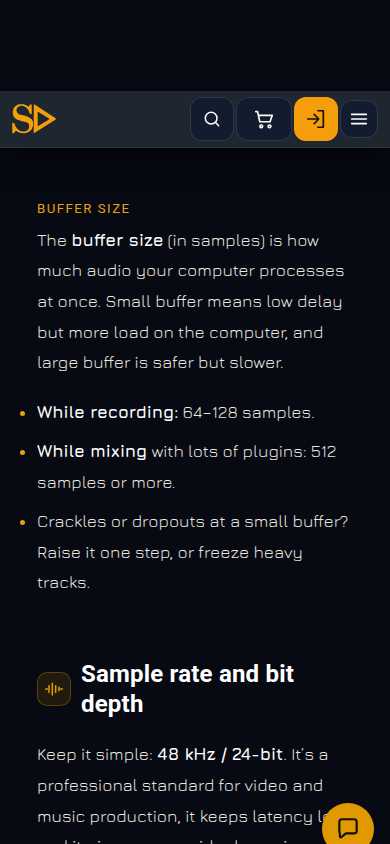 SD
BUFFER SIZE
The buffer size (in samples) is how
much audio your computer processes
at once. Small buffer means low delay
but more load on the computer, and
large buffer is safer but slower.
While recording: 64–128 samples.
While mixing with lots of plugins: 512
samples or more.
Crackles or dropouts at a small buffer?
Raise it one step, or freeze heavy
tracks.
Sample rate and bit
depth
Keep it simple: 48 kHz / 24-bit. It's a
professional standard for video and
music production, it keeps latency